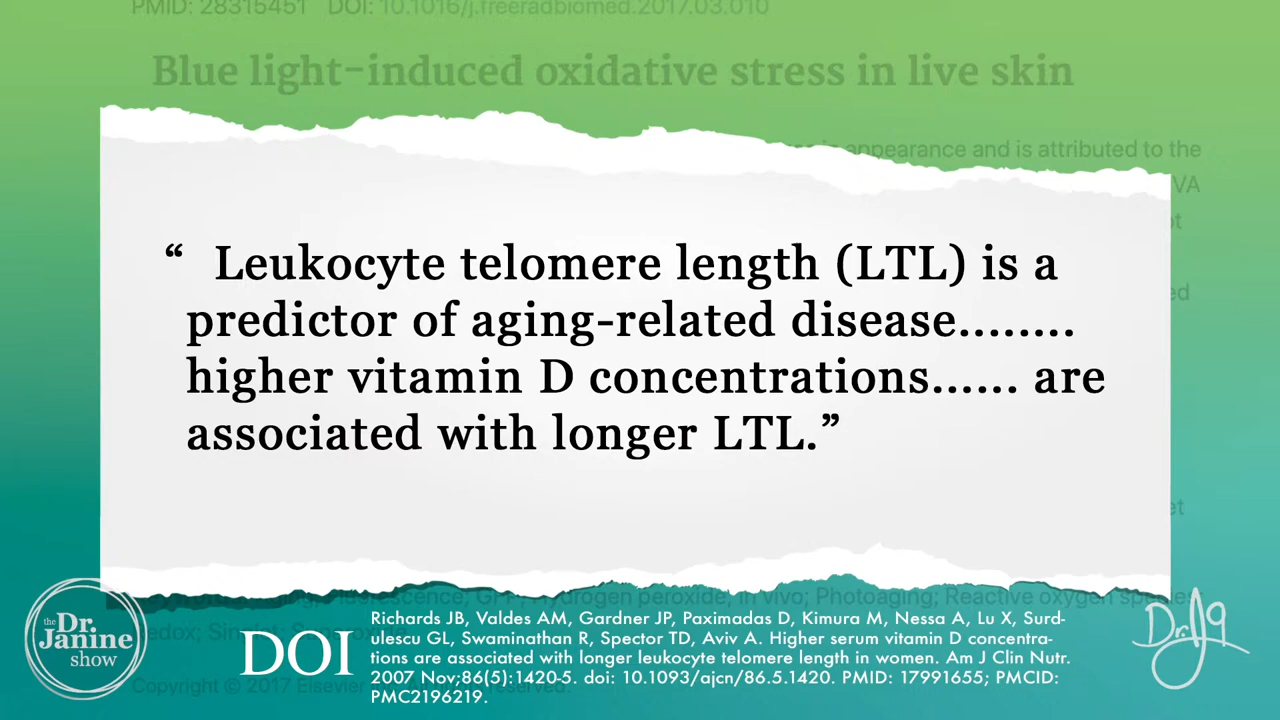 PMID: 28315451 DOI: 10.1016/j.freeradbiomed.2017.03.010
Blue light-induced oxidative stress in live skin
appearance and is attributed to the
VA
“ Leukocyte telomere length (LTL) is a
predictor of aging-related disease........
higher vitamin D concentrations...... are
associated with longer LTL.”
Hydrogen peroxide; In vivo; Photoaging; Reactive oxygen species
Copyright © 2017 Elsevier
the
Dr.
Janine
show
DOI
Richards JB, Valdes AM, Gardner JP, Paximadas D, Kimura M, Nessa A, Lu X, Surd-
ulescu GL, Swaminathan R, Spector TD, Aviv A. Higher serum vitamin D concentra-
tions are associated with longer leukocyte telomere length in women. Am J Clin Nutr.
2007 Nov;86(5):1420-5. doi: 10.1093/ajcn/86.5.1420. PMID: 17991655; PMCID:
PMC2196219.